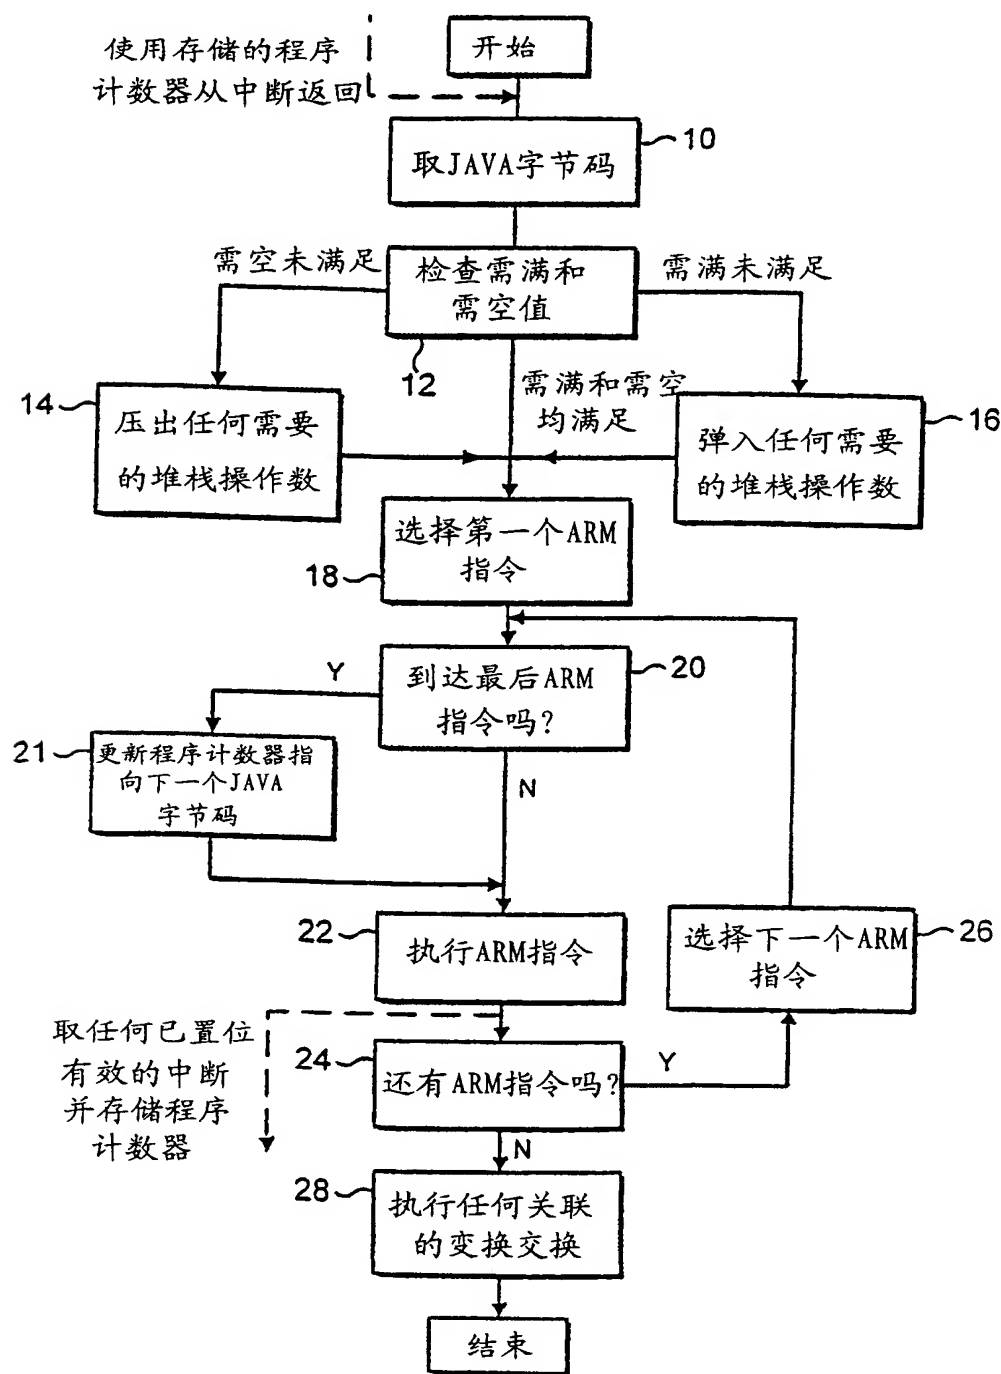 使用存储的程序
计数器从中断返回
开始
10
取JAVA字节码
需空未满足
检查需满和
需空值
需满未满足
12
14
压出任何需要
的堆栈操作数
需满和需空
均满足
16
弹入任何需要
的堆栈操作数
选择第一个ARM
指令
18
Y
到达最后ARM
指令吗?
20
21
更新程序计数器指
向下一个JAVA
字节码
N
22
执行ARM指令
选择下一个ARM
指令
26
取任何已置位
有效的中断
并存储程序
计数器
24
还有ARM指令吗?
Y
N
28
执行任何关联
的变换交换
结束